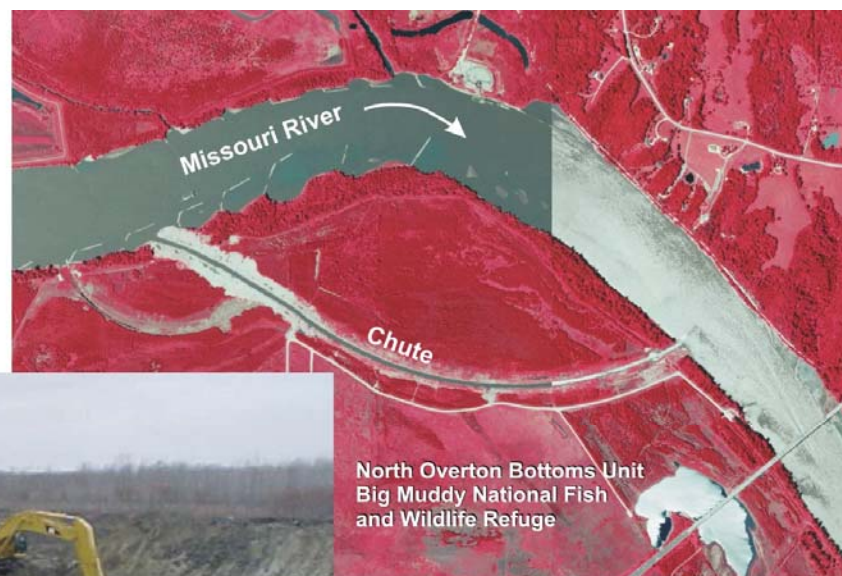 Missouri River
Chute
North Overton Bottoms Unit
Big Muddy National Fish
and Wildlife Refuge